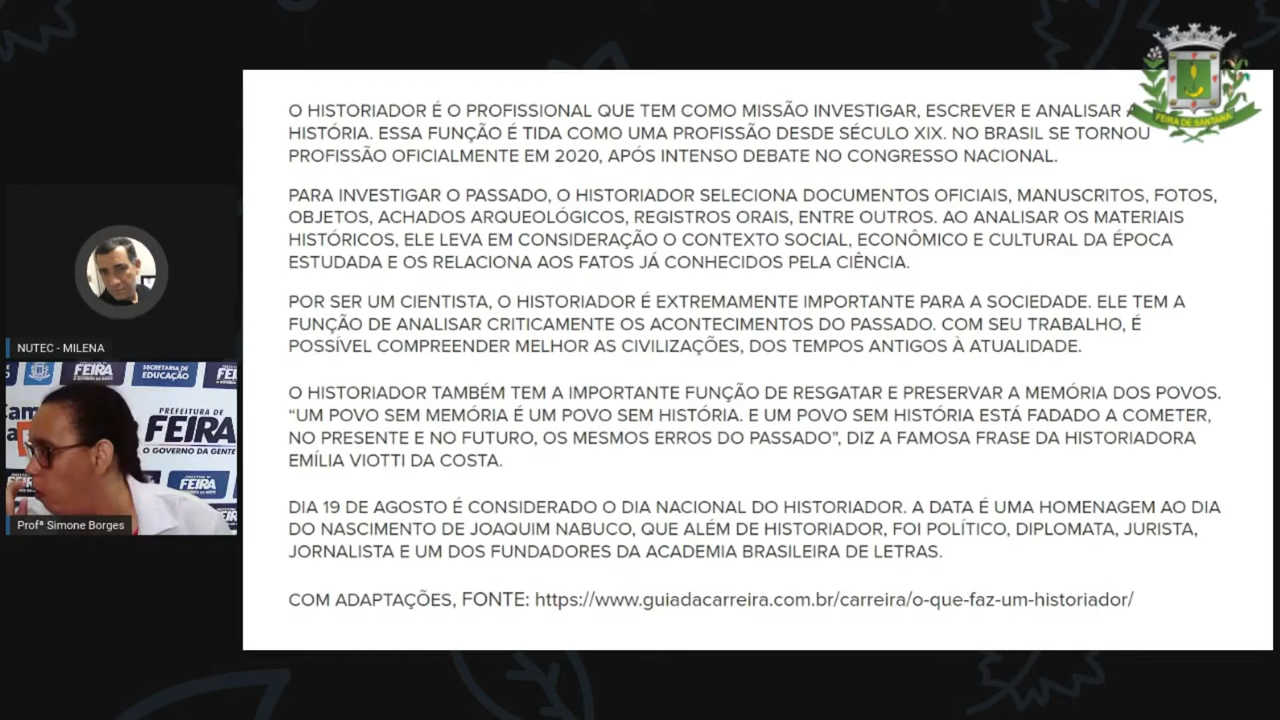 O HISTORIADOR É O PROFISSIONAL QUE TEM COMO MISSÃO INVESTIGAR, ESCREVER E ANALISAR A
HISTÓRIA. ESSA FUNÇÃO É TIDA COMO UMA PROFISSÃO DESDE SÉCULO XIX. NO BRASIL SE TORNOU
PROFISSÃO OFICIALMENTE EM 2020, APÓS INTENSO DEBATE NO CONGRESSO NACIONAL.
PARA INVESTIGAR O PASSADO, O HISTORIADOR SELECIONA DOCUMENTOS OFICIAIS, MANUSCRITOS, FOTOS,
OBJETOS, ACHADOS ARQUEOLÓGICOS, REGISTROS ORAIS, ENTRE OUTROS. AO ANALISAR OS MATERIAIS
HISTÓRICOS, ELE LEVA EM CONSIDERAÇÃO O CONTEXTO SOCIAL, ECONÔMICO E CULTURAL DA ÉPOCA
ESTUDADA E OS RELACIONA AOS FATOS JÁ CONHECIDOS PELA CIÊNCIA.
POR SER UM CIENTISTA, O HISTORIADOR É EXTREMAMENTE IMPORTANTE PARA A SOCIEDADE. ELE TEM A
FUNÇÃO DE ANALISAR CRITICAMENTE OS ACONTECIMENTOS DO PASSADO. COM SEU TRABALHO, É
POSSÍVEL COMPREENDER MELHOR AS CIVILIZAÇÕES, DOS TEMPOS ANTIGOS À ATUALIDADE.
O HISTORIADOR TAMBÉM TEM A IMPORTANTE FUNÇÃO DE RESGATAR E PRESERVAR A MEMÓRIA DOS POVOS.
“UM POVO SEM MEMÓRIA É UM POVO SEM HISTÓRIA. E UM POVO SEM HISTÓRIA ESTÁ FADADO A COMETER,
NO PRESENTE E NO FUTURO, OS MESMOS ERROS DO PASSADO”, DIZ A FAMOSA FRASE DA HISTORIADORA
EMÍLIA VIOTTI DA COSTA.
DIA 19 DE AGOSTO É CONSIDERADO O DIA NACIONAL DO HISTORIADOR. A DATA É UMA HOMENAGEM AO DIA
DO NASCIMENTO DE JOAQUIM NABUCO, QUE ALÉM DE HISTORIADOR, FOI POLÍTICO, DIPLOMATA, JURISTA,
JORNALISTA E UM DOS FUNDADORES DA ACADEMIA BRASILEIRA DE LETRAS.
COM ADAPTAÇÕES, FONTE: https://www.guiadacarreira.com.br/carreira/o-que-faz-um-historiador/
FEIRA DE SANTANA
NUTEC - MILENA
FEIRA
SECRETARIA DE
EDUCAÇÃO
PREFEITURA DE
FEIRA
O GOVERNO DA GENTE
FEIRA
Profª Simone Borges